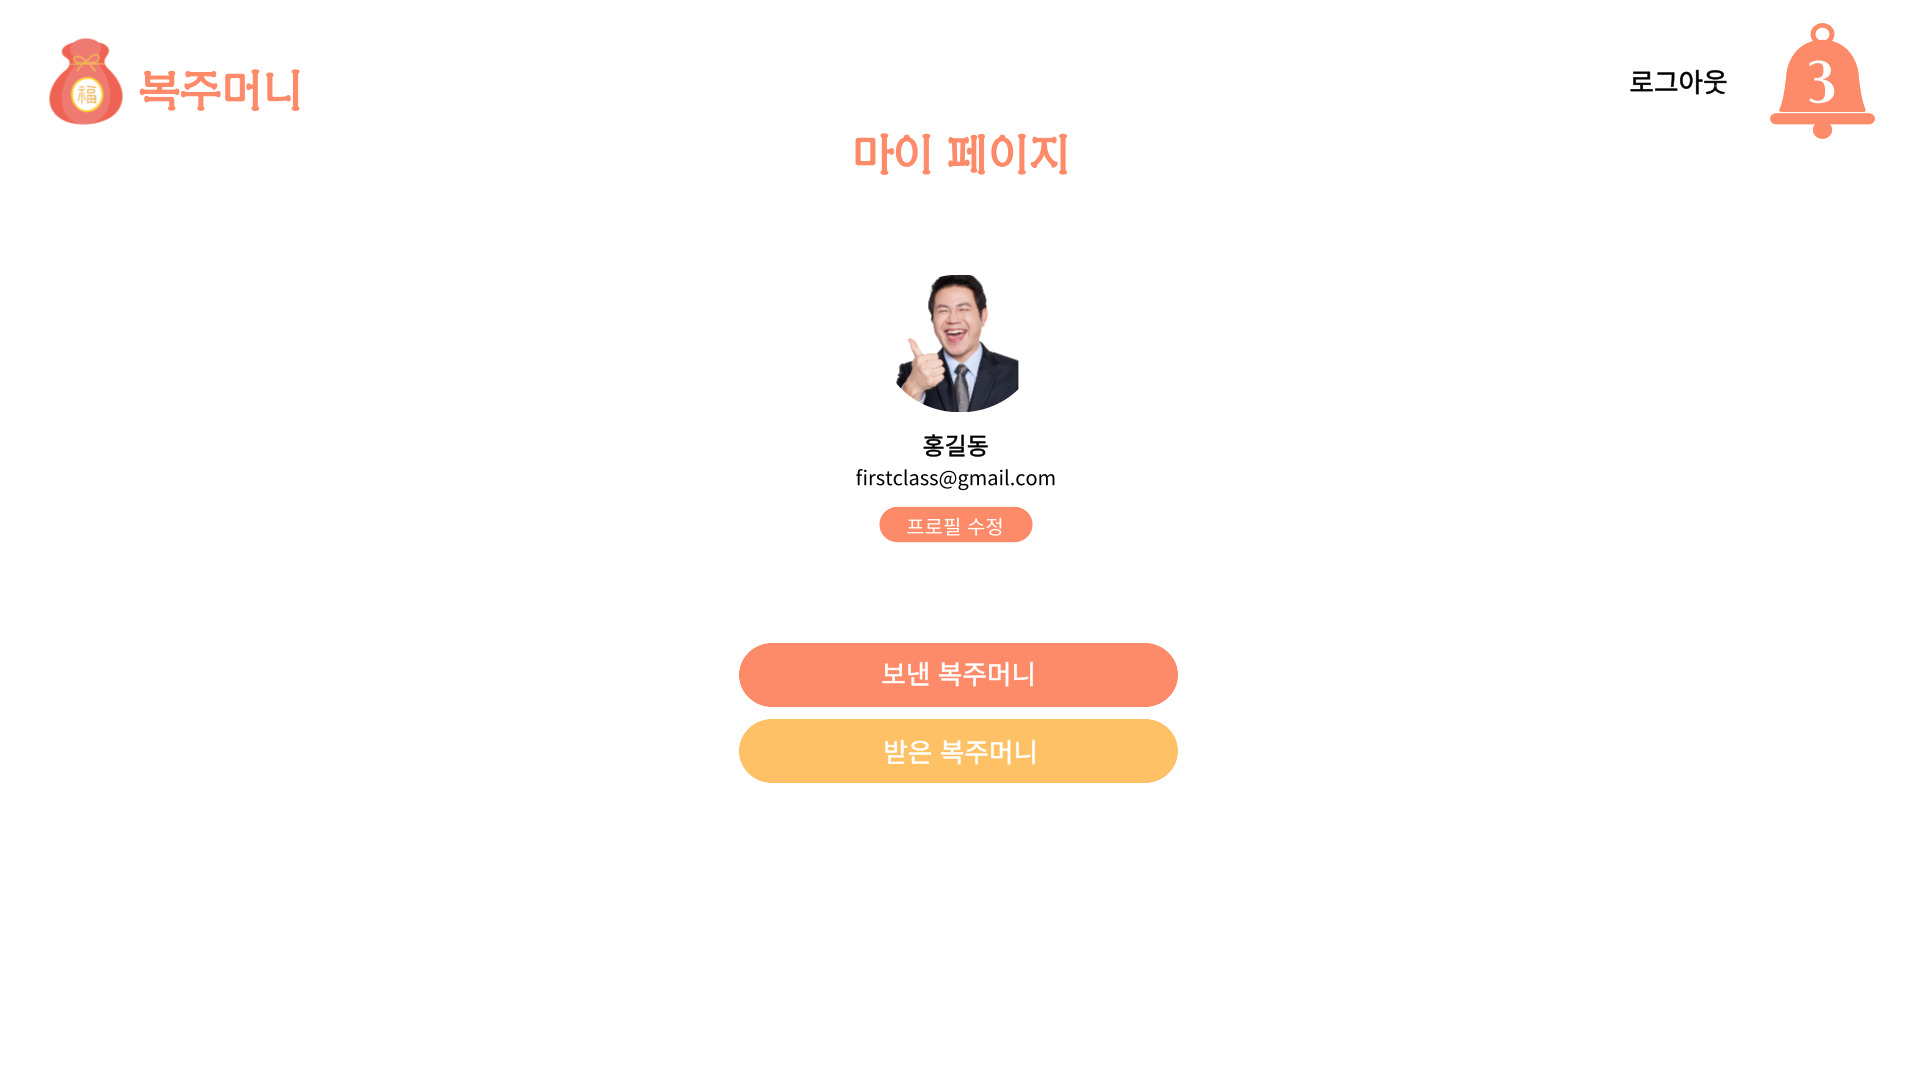 福
복주머니
로그아웃
3
마이 페이지
홍길동
firstclass@gmail.com
프로필 수정
보낸 복주머니
받은 복주머니